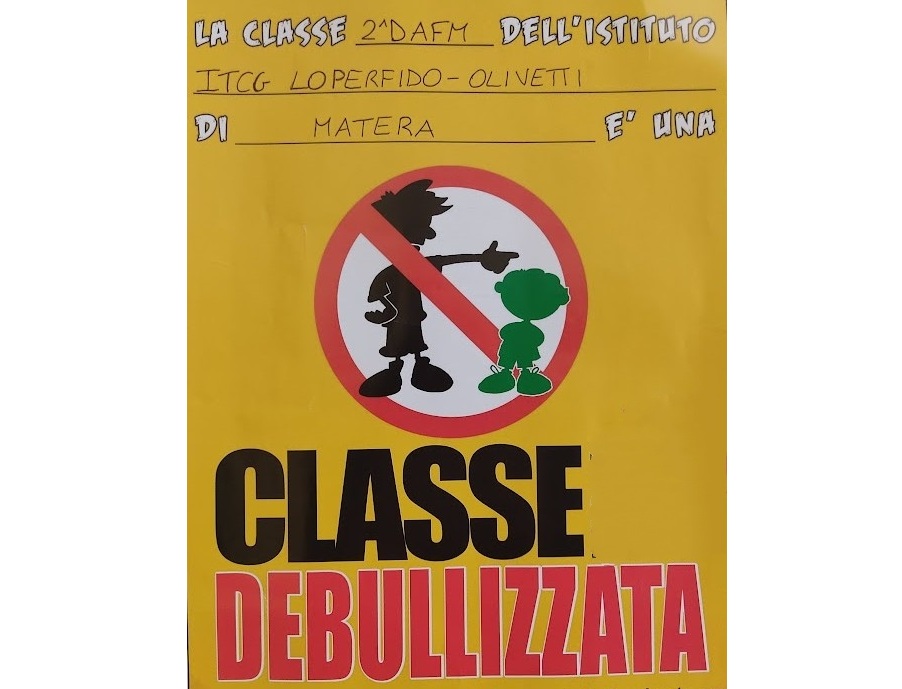 LA CLASSE 2^DAFM DELL'ISTITUTO
ITCG LOPERFIDO-OLIVETTI
DI MATERA E' UNA
CLASSE
DEBULLIZZATA